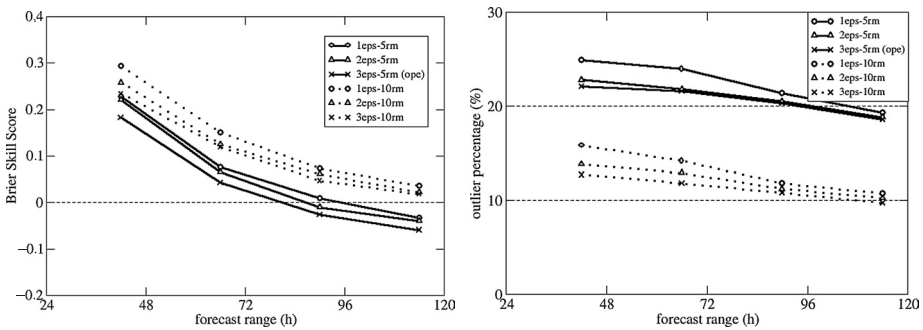 0.4
0.3
0.2
0.1
0
−0.1
−0.2
Brier Skill Score
1eps-5rm
2eps-5rm
3eps-5rm (ope)
1eps-10rm
2eps-10rm
3eps-10rm
24
48
72
96
120
forecast range (h)
30
20
10
0
outlier percentage (%)
1eps-5rm
2eps-5rm
3eps-5rm (ope)
1eps-10rm
2eps-10rm
3eps-10rm
24
48
72
96
120
forecast range (h)